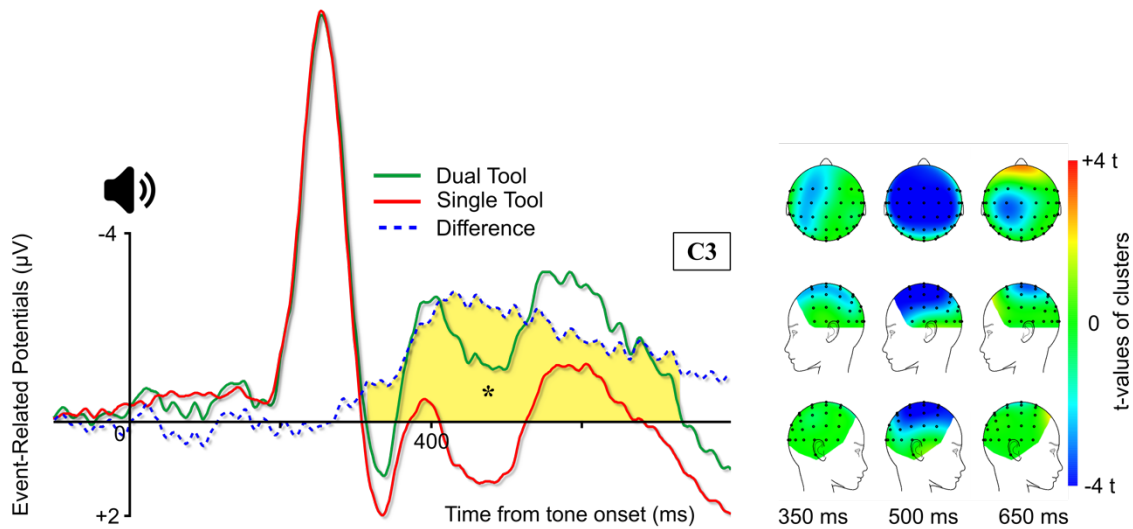 Event-Related Potentials (µV)
-4
0
+2
Dual Tool
Single Tool
Difference
C3
*
400
Time from tone onset (ms)
350 ms
500 ms
650 ms
+4 t
0
-4 t
t-values of clusters